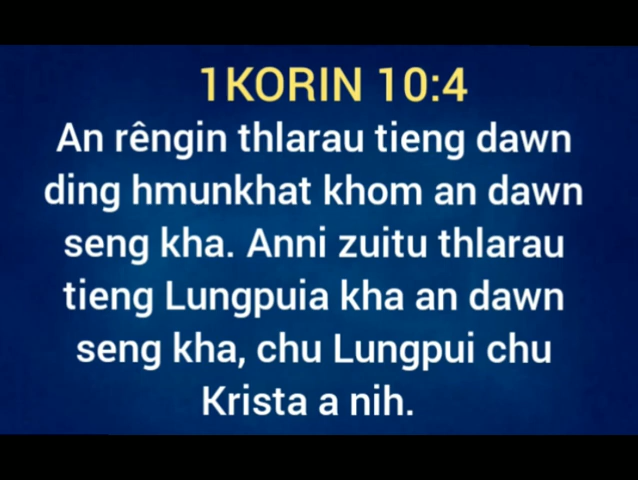 1KORIN 10:4
An rêngin thlarau tieng dawn
ding hmunkhat khom an dawn
seng kha. Anni zuitu thlarau
tieng Lungpuia kha an dawn
seng kha, chu Lungpui chu
Krista a nih.